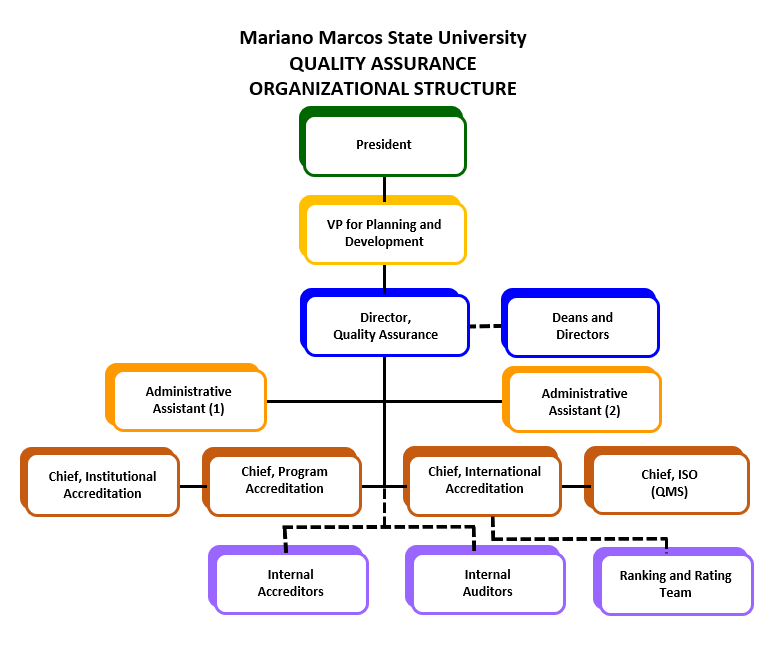 Mariano Marcos State University
QUALITY ASSURANCE
ORGANIZATIONAL STRUCTURE
President
VP for Planning and
Development
Director,
Quality Assurance
Deans and
Directors
Administrative
Assistant (1)
Administrative
Assistant (2)
Chief, Institutional
Accreditation
Chief, Program
Accreditation
Chief, International
Accreditation
Chief, ISO
(QMS)
Internal
Accreditors
Internal
Auditors
Ranking and Rating
Team